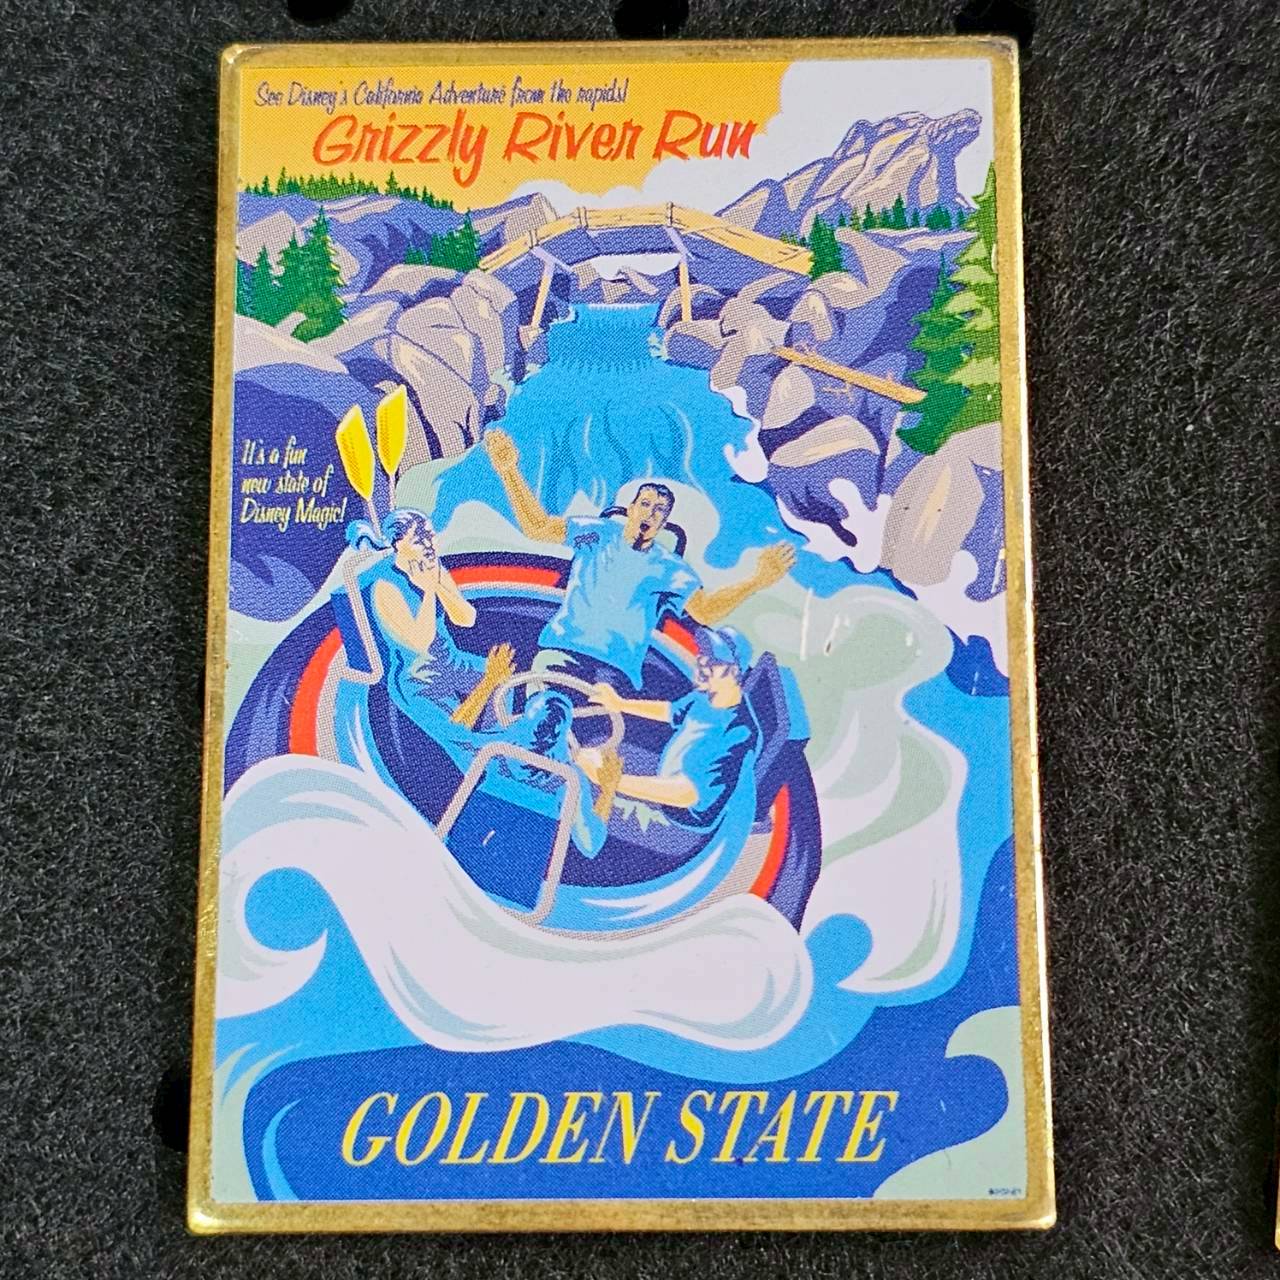 See Disney's California Adventure from the rapids!
Grizzly River Run
It's a fun
new state of
Disney Magic!
GOLDEN STATE
©DISNEY